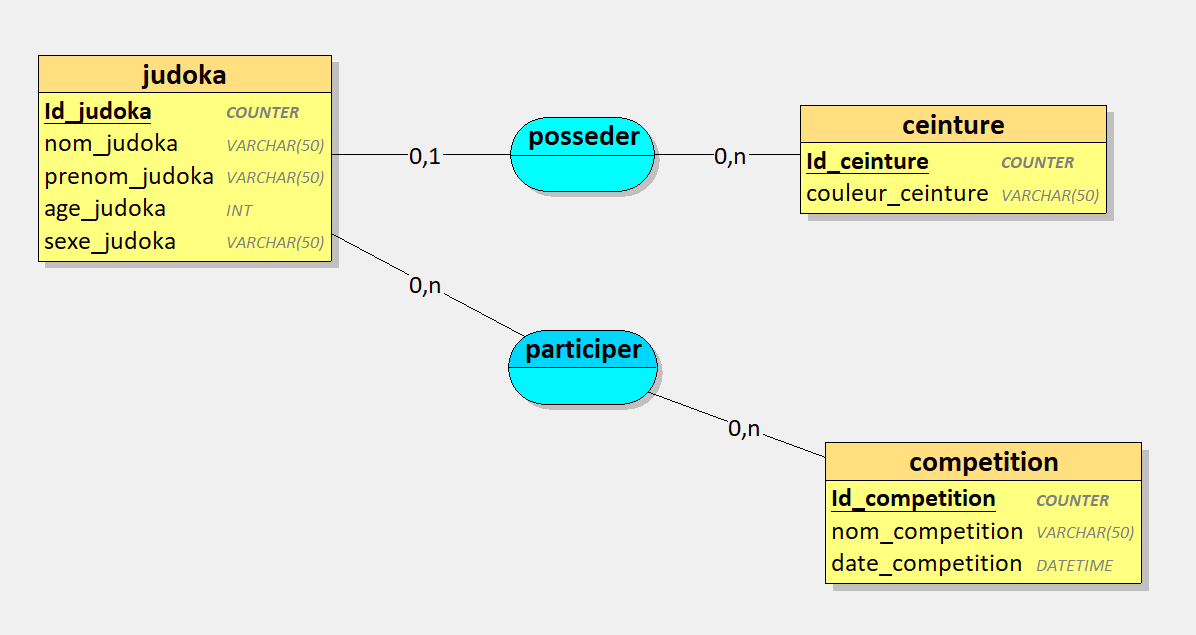 judoka
Id_judoka COUNTER
nom_judoka VARCHAR(50)
prenom_judoka VARCHAR(50)
age_judoka INT
sexe_judoka VARCHAR(50)
0,1
posseder
0,n
ceinture
Id_ceinture COUNTER
couleur_ceinture VARCHAR(50)
0,n
participer
0,n
competition
Id_competition COUNTER
nom_competition VARCHAR(50)
date_competition DATETIME